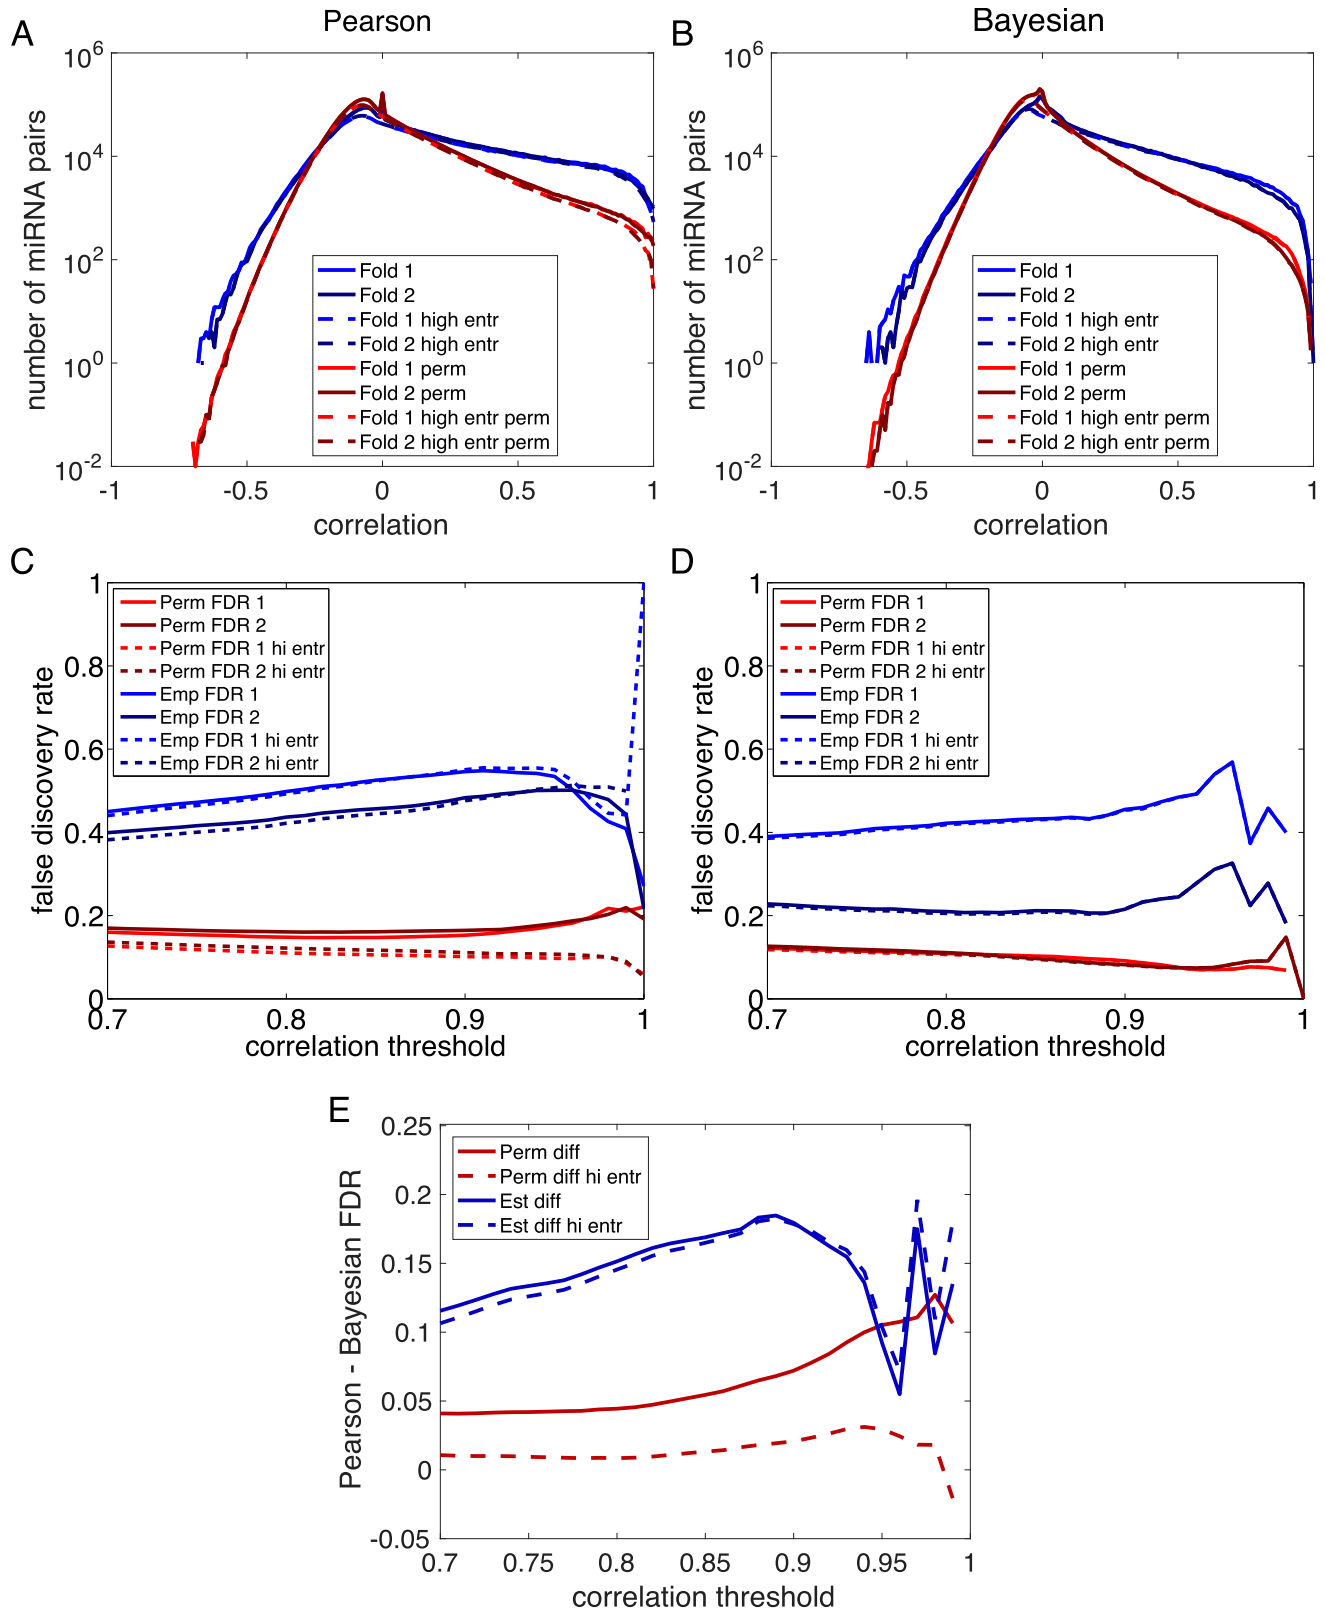 A
Pearson
10^6
10^4
10^2
10^0
10^-2
number of miRNA pairs
Fold 1
Fold 2
Fold 1 high entr
Fold 2 high entr
Fold 1 perm
Fold 2 perm
Fold 1 high entr perm
Fold 2 high entr perm
-1 -0.5 0 0.5 1
correlation
B
Bayesian
10^6
10^4
10^2
10^0
10^-2
number of miRNA pairs
Fold 1
Fold 2
Fold 1 high entr
Fold 2 high entr
Fold 1 perm
Fold 2 perm
Fold 1 high entr perm
Fold 2 high entr perm
-1 -0.5 0 0.5 1
correlation
C
1
0.8
0.6
0.4
0.2
0
false discovery rate
Perm FDR 1
Perm FDR 2
Perm FDR 1 hi entr
Perm FDR 2 hi entr
Emp FDR 1
Emp FDR 2
Emp FDR 1 hi entr
Emp FDR 2 hi entr
0.7 0.8 0.9 1
correlation threshold
D
1
0.8
0.6
0.4
0.2
0
false discovery rate
Perm FDR 1
Perm FDR 2
Perm FDR 1 hi entr
Perm FDR 2 hi entr
Emp FDR 1
Emp FDR 2
Emp FDR 1 hi entr
Emp FDR 2 hi entr
0.7 0.8 0.9 1
correlation threshold
E
0.25
0.2
0.15
0.1
0.05
0
-0.05
Pearson - Bayesian FDR
Perm diff
Perm diff hi entr
Est diff
Est diff hi entr
0.7 0.75 0.8 0.85 0.9 0.95 1
correlation threshold